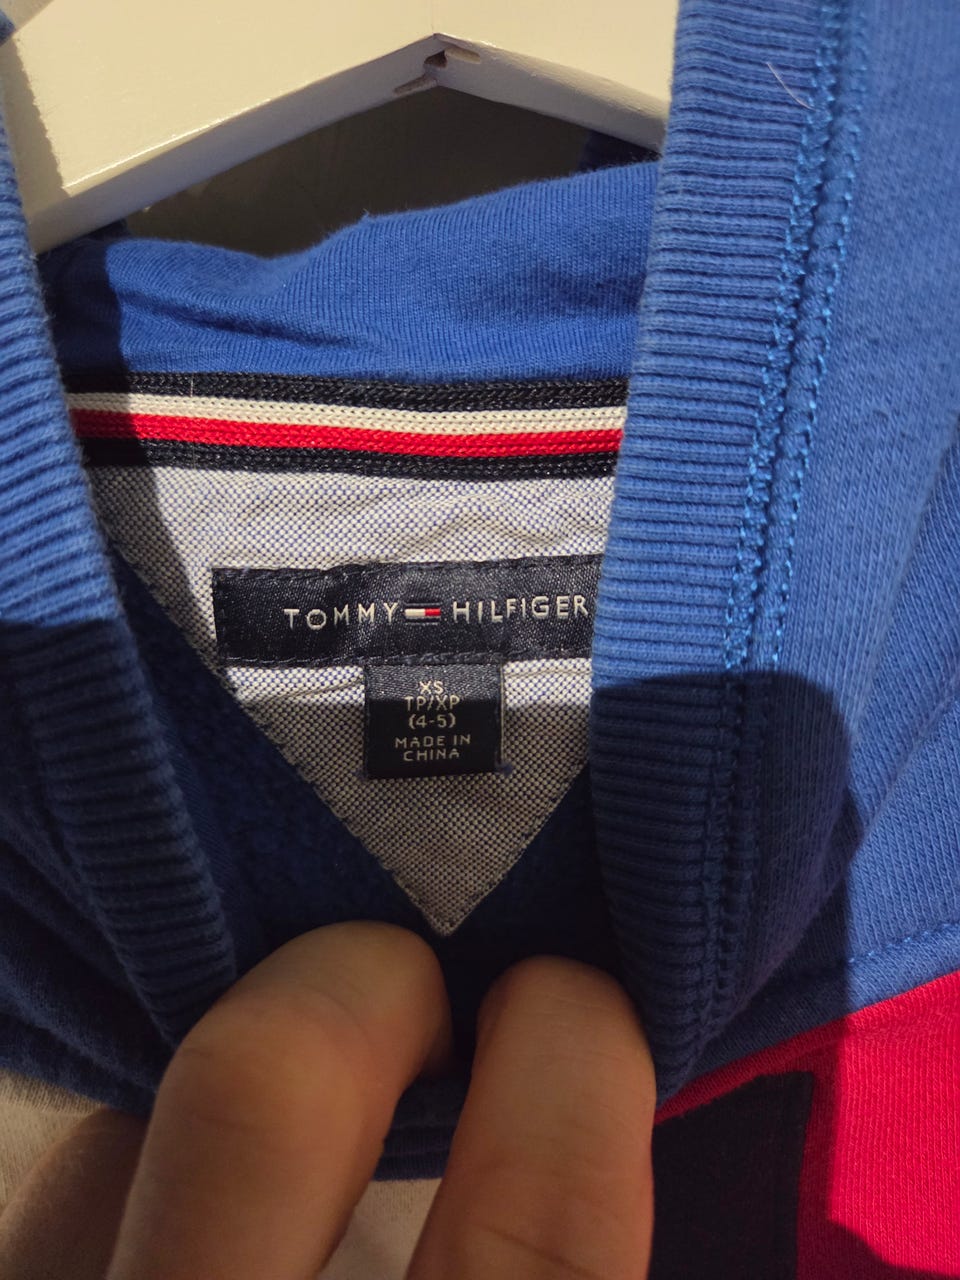 TOMMY HILFIGER
XS
TP/XP
(4-5)
MADE IN
CHINA